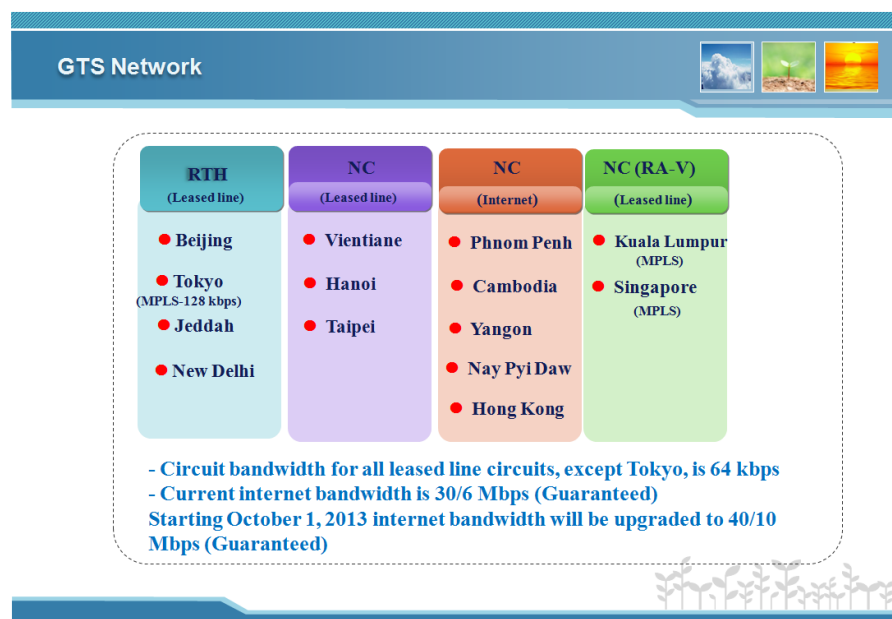 GTS Network
RTH
(Leased line)
Beijing
Tokyo
(MPLS-128 kbps)
Jeddah
New Delhi
NC
(Leased line)
Vientiane
Hanoi
Taipei
NC
(Internet)
Phnom Penh
Cambodia
Yangon
Nay Pyi Daw
Hong Kong
NC (RA-V)
(Leased line)
Kuala Lumpur
(MPLS)
Singapore
(MPLS)
- Circuit bandwidth for all leased line circuits, except Tokyo, is 64 kbps
- Current internet bandwidth is 30/6 Mbps (Guaranteed)
Starting October 1, 2013 internet bandwidth will be upgraded to 40/10
Mbps (Guaranteed)